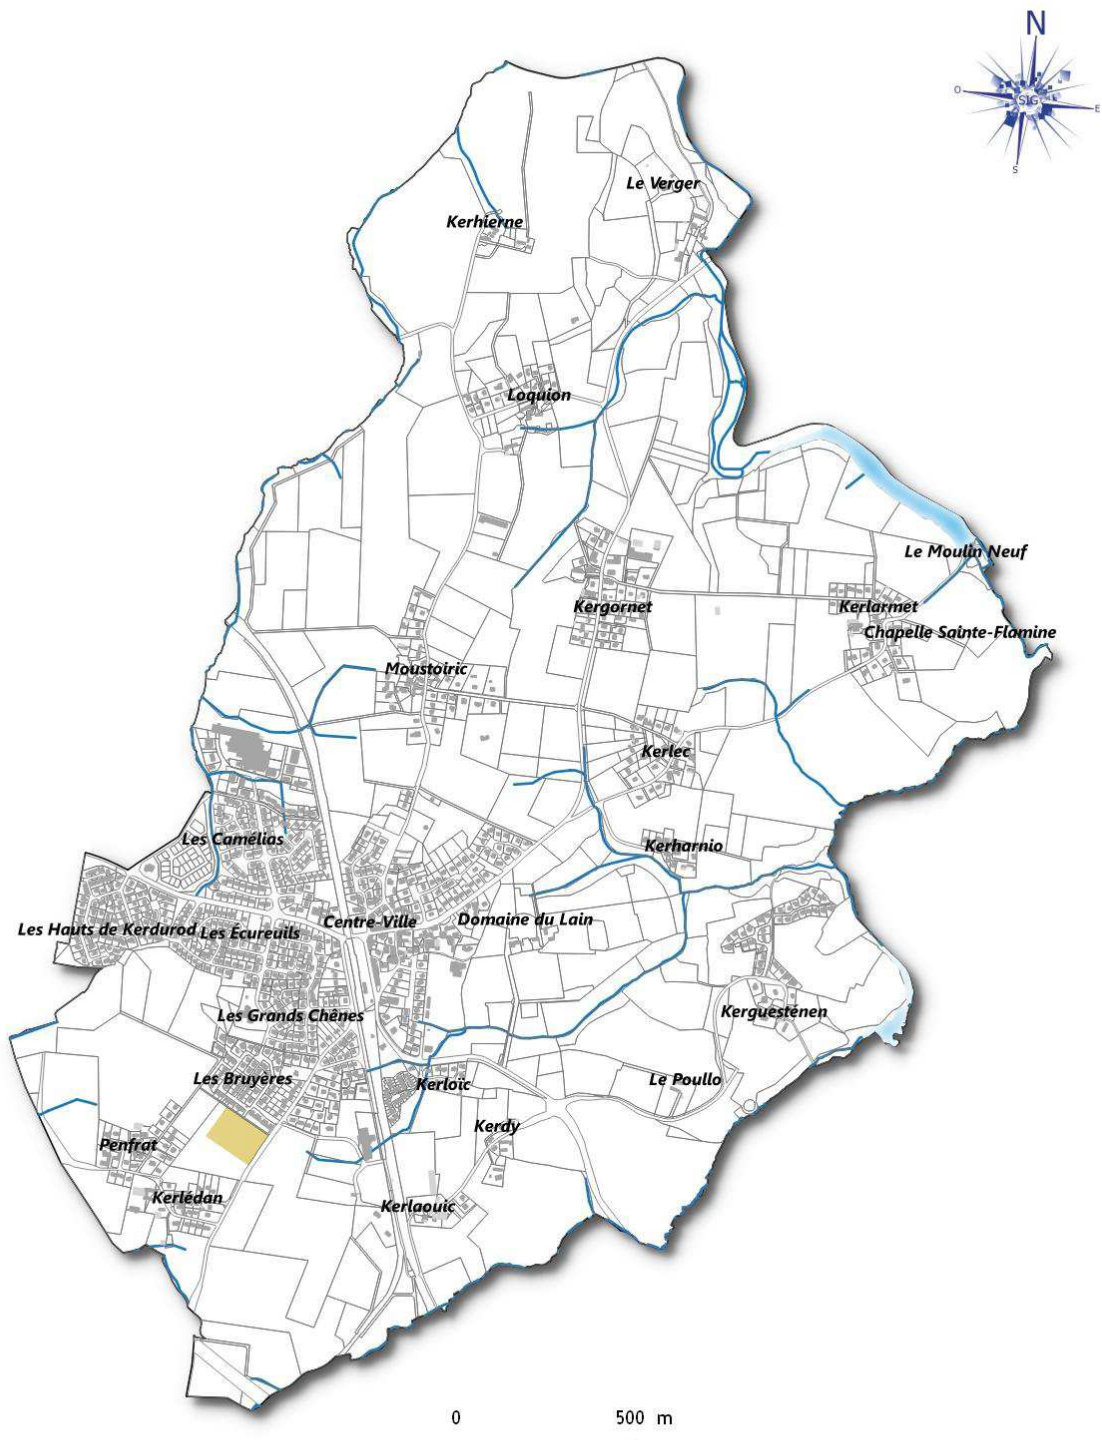 N
O
SIG
E
S
Le Verger
Kerhierne
Loquion
Le Moulin Neuf
Kergornet
Kerlarmet
Chapelle Sainte-Flamine
Moustoiric
Kerlec
Les Camélias
Kerharnio
Les Hauts de Kerdurod
Les Ecureuils
Centre-Ville
Domaine du Lain
Les Grands Chênes
Kerguesténen
Les Bruyères
Kerloïc
Le Poullo
Penfrat
Kerdy
Kerlédan
Kerlaouic
0 500 m